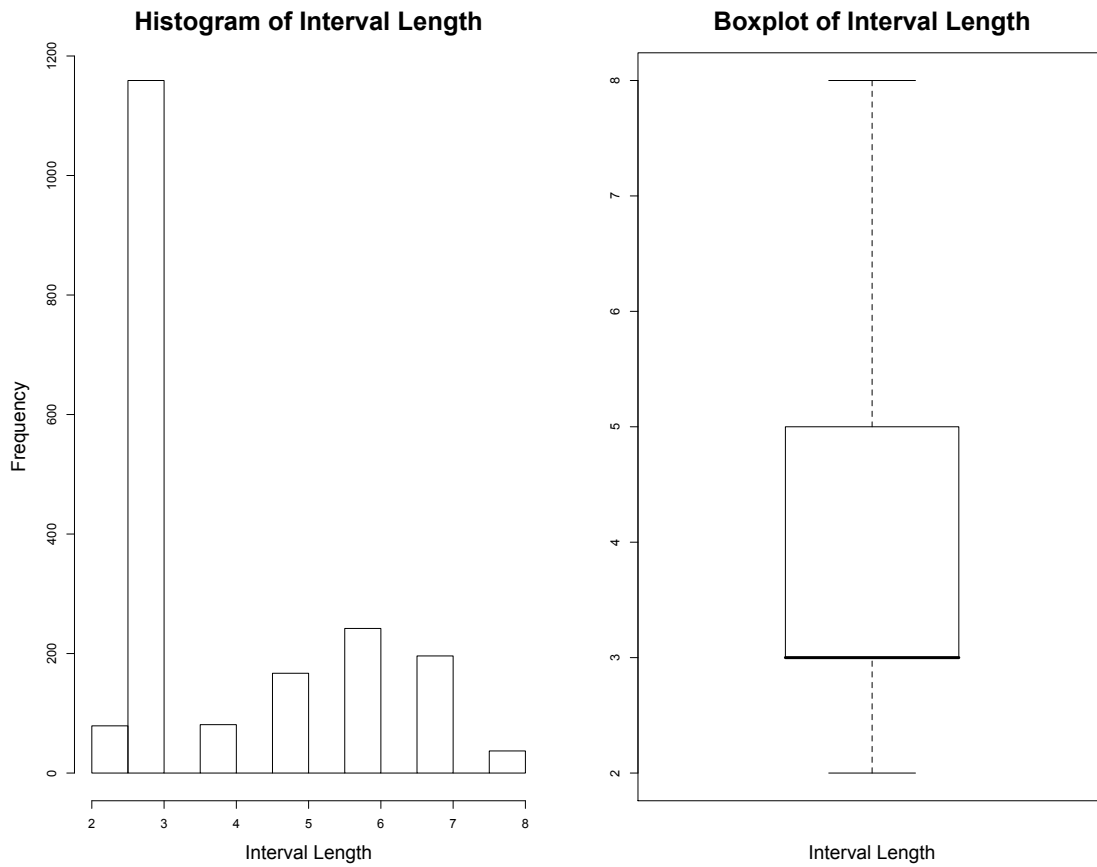 Histogram of Interval Length
Frequency
1200
1000
800
600
400
200
0
2 3 4 5 6 7 8
Interval Length
Boxplot of Interval Length
8
7
6
5
4
3
2
Interval Length